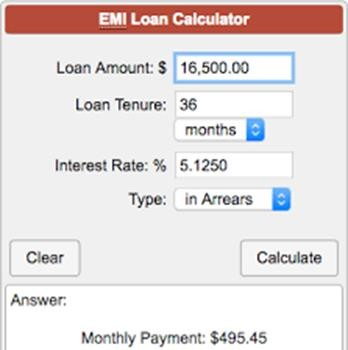 EMI Loan Calculator
Loan Amount: $ 16,500.00
Loan Tenure: 36
months
Interest Rate: % 5.1250
Type: in Arrears
Clear Calculate
Answer:
Monthly Payment: $495.45